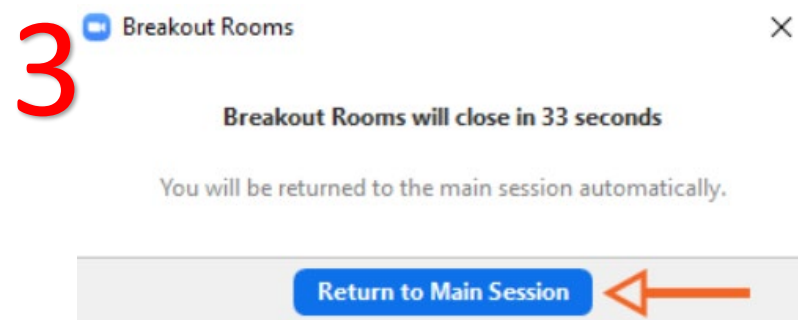 3
Breakout Rooms
Breakout Rooms will close in 33 seconds
You will be returned to the main session automatically.
Return to Main Session